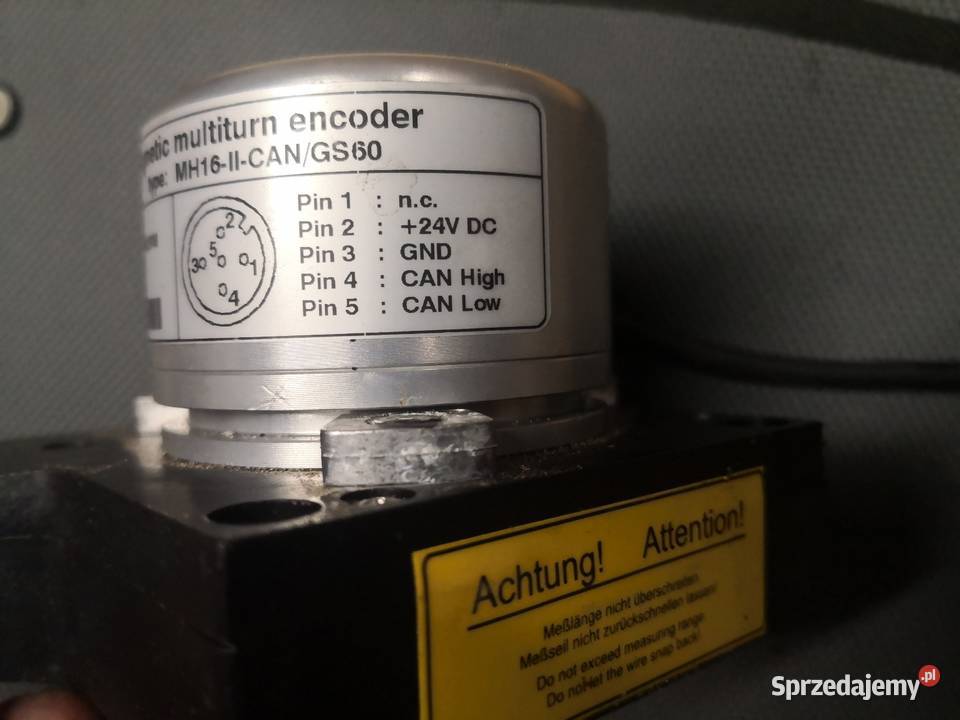 netic multiturn encoder
type: MH16-II-CAN/GS60
Pin 1 : n.c.
Pin 2 : +24V DC
Pin 3 : GND
Pin 4 : CAN High
Pin 5 : CAN Low
2
5
3
1
4
Achtung! Attention!
Meßlänge nicht überschreiten
Meßseil nicht zurückschnellen lassen!
Do not exceed measuring range
Do not let the wire snap back!
Sprzedajemy.pl